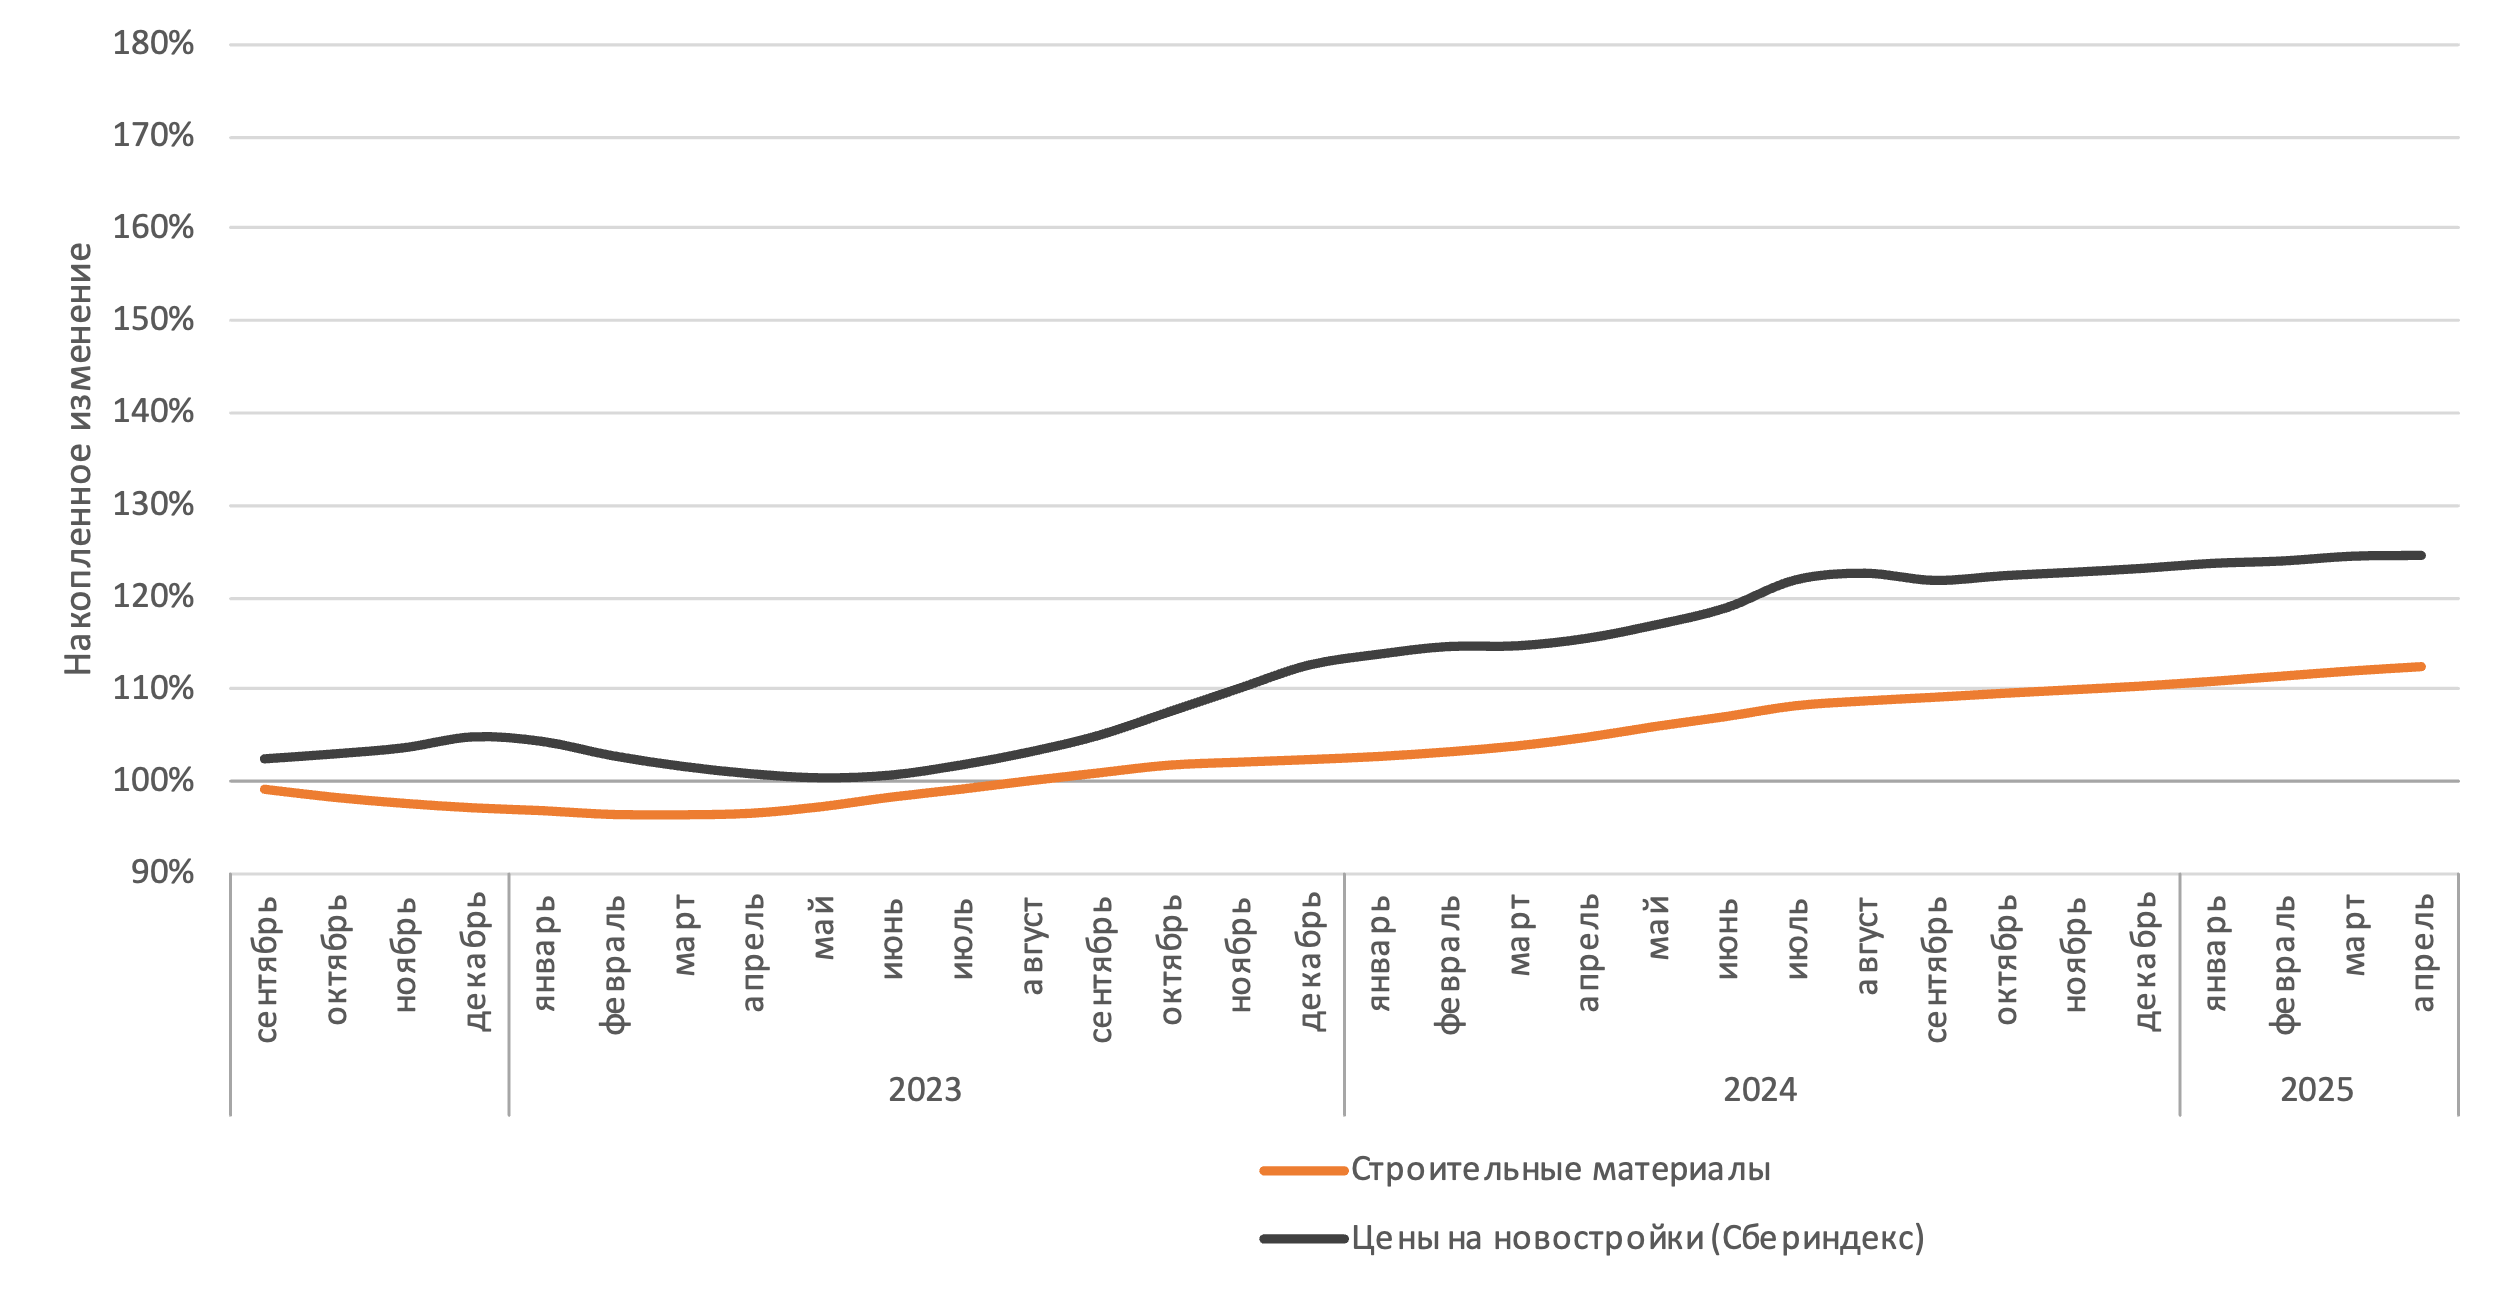 Накопленное изменение
180%
170%
160%
150%
140%
130%
120%
110%
100%
90%
сентябрь
октябрь
ноябрь
декабрь
январь
февраль
март
апрель
май
июнь
июль
август
сентябрь
октябрь
ноябрь
декабрь
январь
февраль
март
апрель
май
июнь
июль
август
сентябрь
октябрь
ноябрь
декабрь
январь
февраль
март
апрель
2023
2024
2025
Строительные материалы
Цены на новостройки (Сбериндекс)